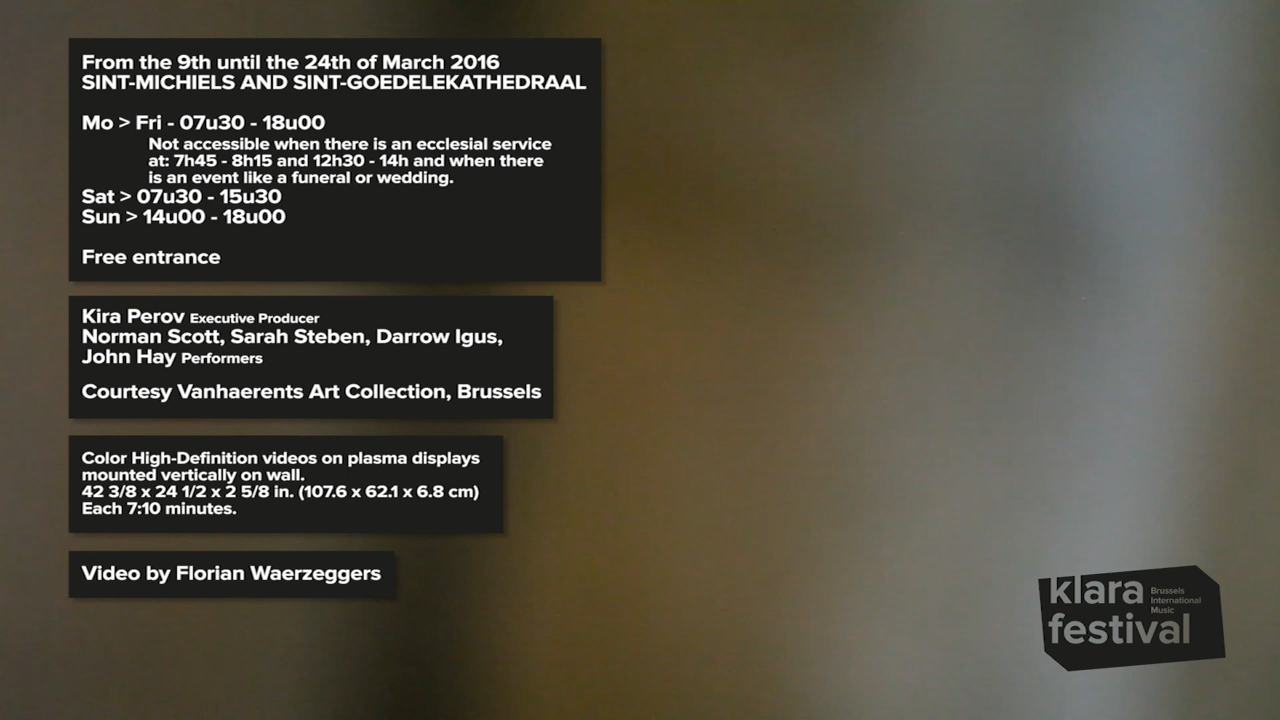 From the 9th until the 24th of March 2016
SINT-MICHIELS AND SINT-GOEDELEKATHEDRAAL
Mo > Fri - 07u30 - 18u00
Not accessible when there is an ecclesial service
at: 7h45 - 8h15 and 12h30 - 14h and when there
is an event like a funeral or wedding.
Sat > 07u30 - 15u30
Sun > 14u00 - 18u00
Free entrance
Kira Perov Executive Producer
Norman Scott, Sarah Steben, Darrow Igus,
John Hay Performers
Courtesy Vanhaerents Art Collection, Brussels
Color High-Definition videos on plasma displays
mounted vertically on wall.
42 3/8 x 24 1/2 x 2 5/8 in. (107.6 x 62.1 x 6.8 cm)
Each 7:10 minutes.
Video by Florian Waerzeggers
klara
Brussels
International
Music
festival